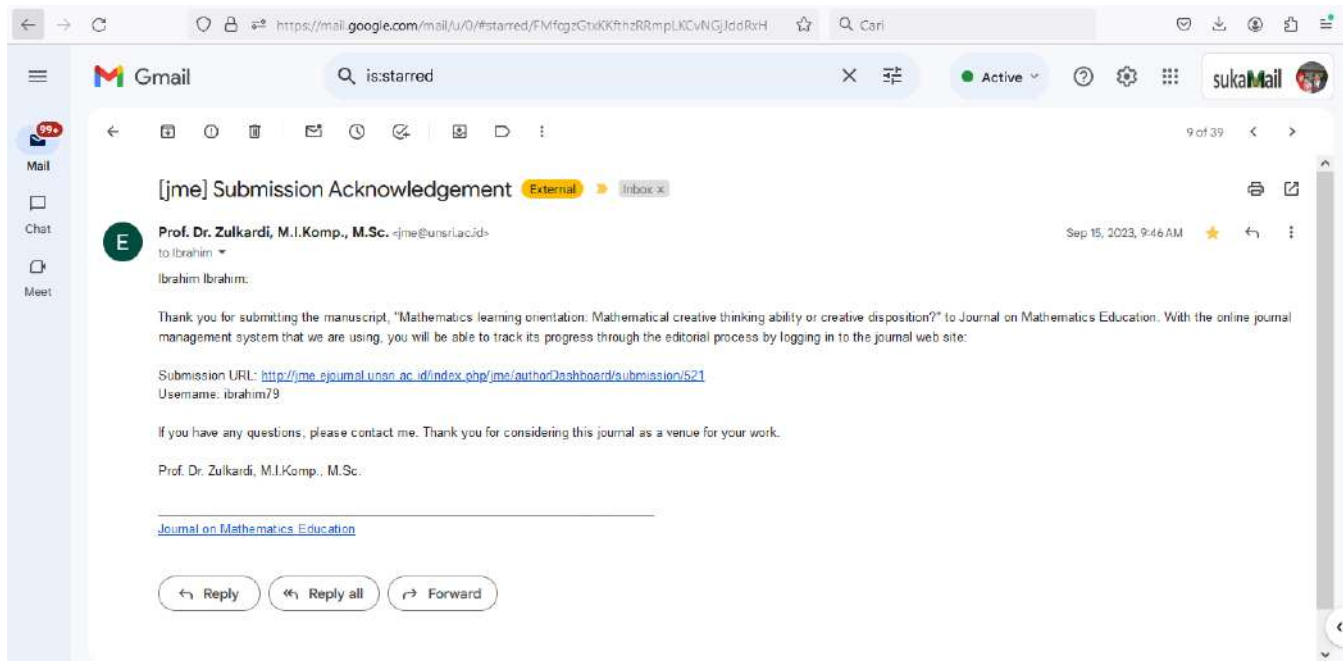 https://mail.google.com/mail/u/0/#starred/
Cari
Gmail
is:starred
Active
sukaMail
99+
Mail
Chat
Meet
9 of 39
[jme] Submission Acknowledgement External Inbox x
E
Prof. Dr. Zulkardi, M.I.Komp., M.Sc. <jme@unsri.ac.id>
Sep 15, 2023, 9:46 AM
to Ibrahim
Ibrahim Ibrahim:
Thank you for submitting the manuscript, "Mathematics learning orientation: Mathematical creative thinking ability or creative disposition?" to Journal on Mathematics Education. With the online journal
management system that we are using, you will be able to track its progress through the editorial process by logging in to the journal web site:
Submission URL: http://jme.ejournal.unsri.ac.id/index.php/jme/authorDashboard/submission/521
Username: ibrahim79
If you have any questions, please contact me. Thank you for considering this journal as a venue for your work.
Prof. Dr. Zulkardi, M.I.Komp., M.Sc.
Journal on Mathematics Education
Reply
Reply all
Forward